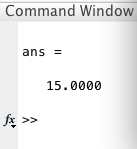 Command Window
ans =
15.0000
fx >>